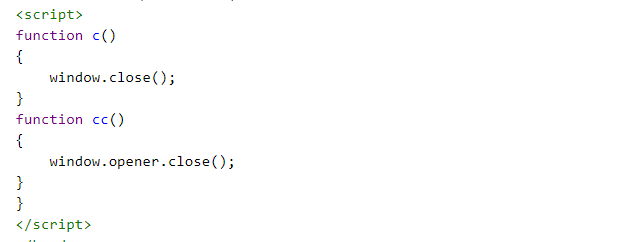 <script>
function c()
{
    window.close();
}
function cc()
{
    window.opener.close();
}
}
</script>